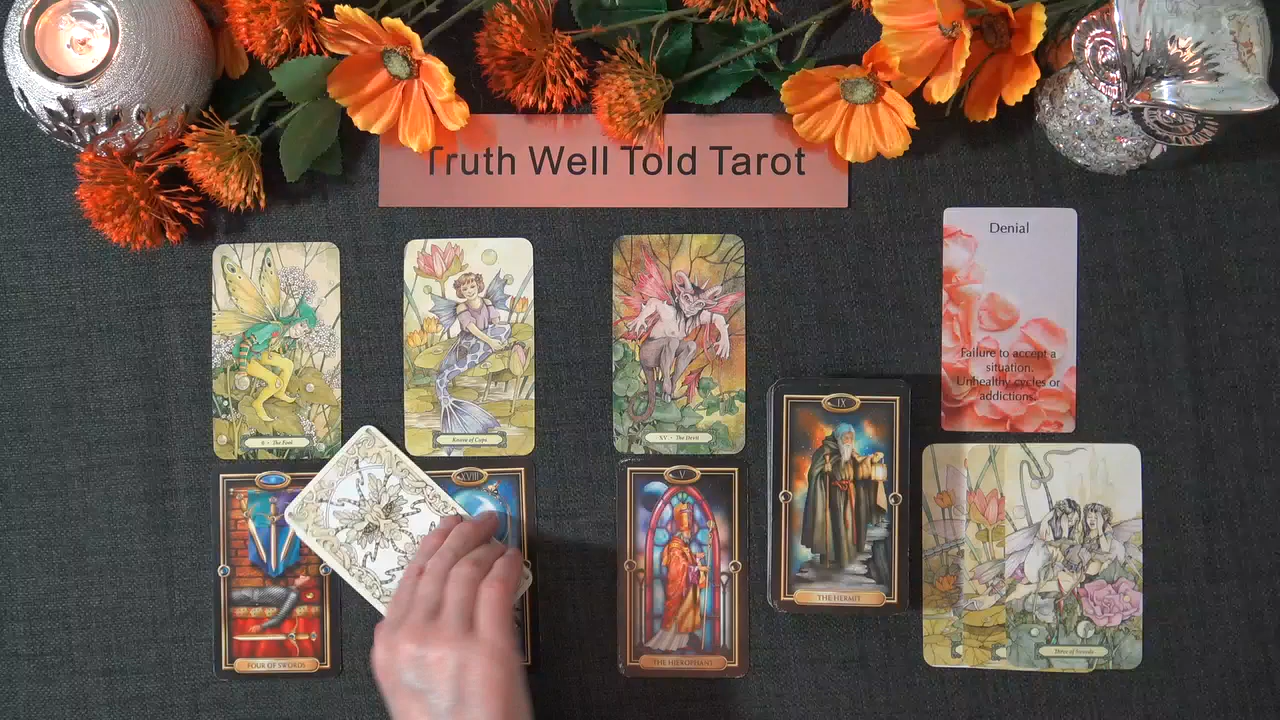 Truth Well Told Tarot
Denial
Failure to accept a
situation.
Unhealthy cycles or
addictions.
0 - The Fool
Knave of Cups
XV - The Devil
IX
THE HERMIT
XVIII
V
FOUR OF SWORDS
THE HIEROPHANT
Three of Swords